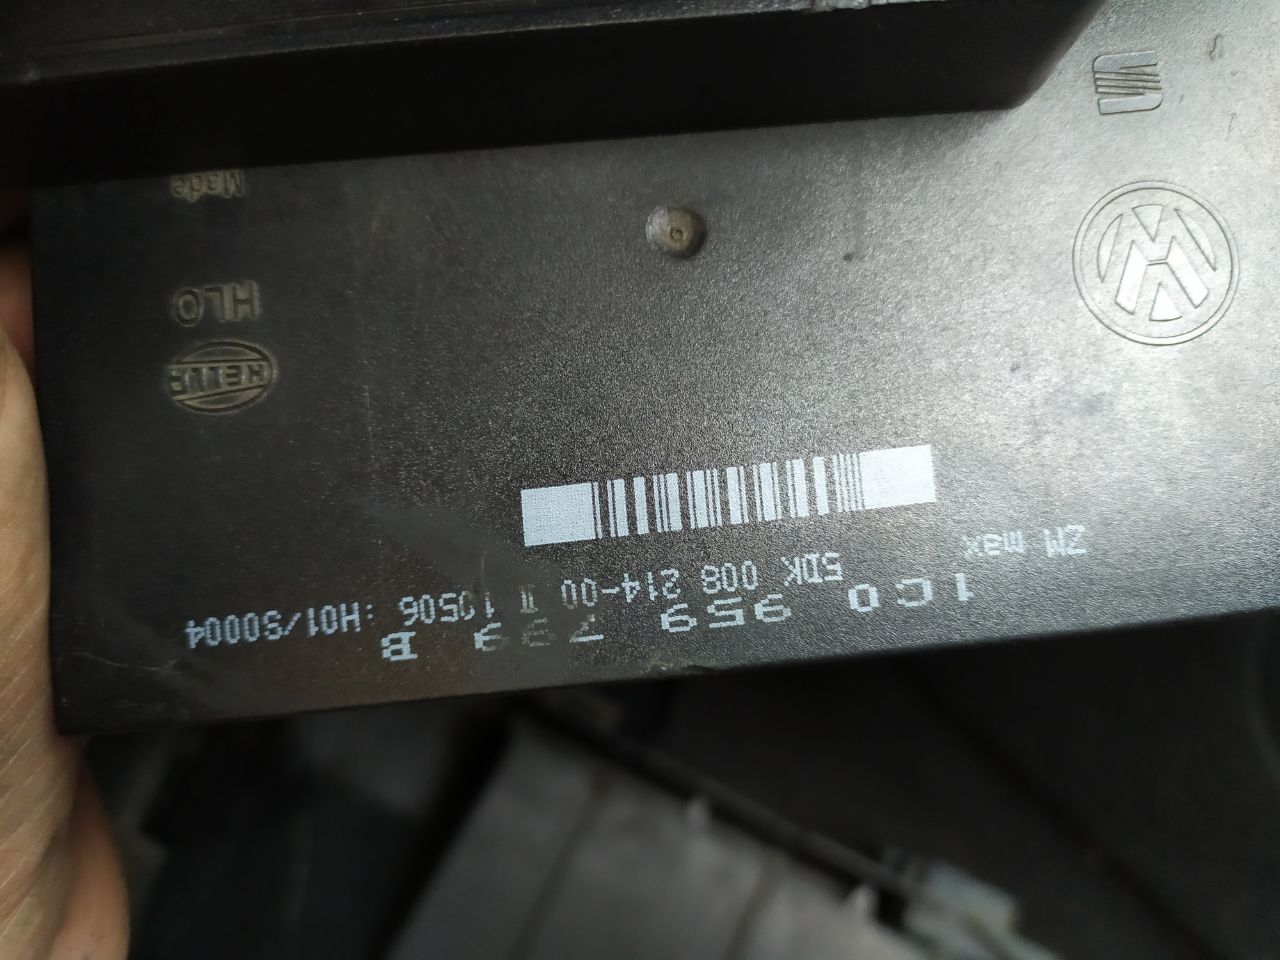 1C0 959 799 B
5DK 008 214-00 10506 :H01/S0004
ZM max
HELLA
HLO
Made